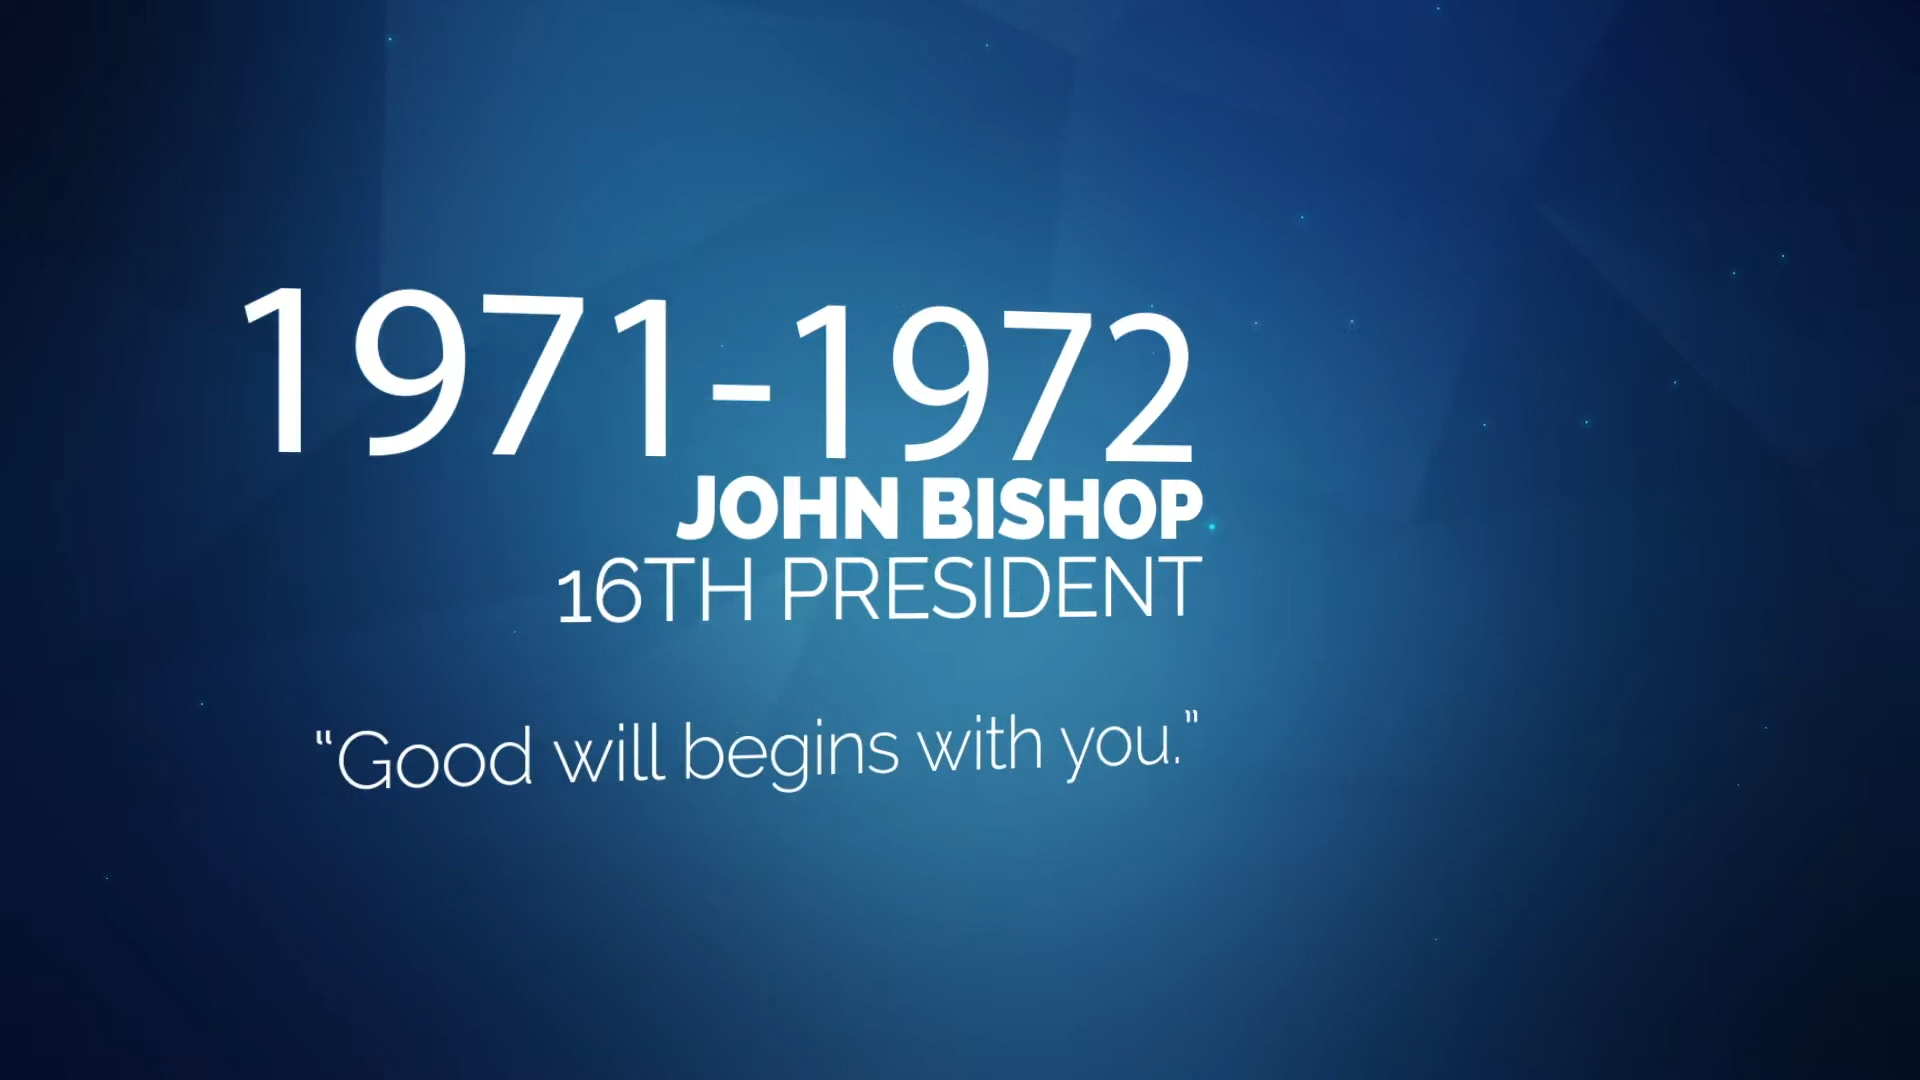 1971-1972
JOHN BISHOP
16TH PRESIDENT
“Good will begins with you.”